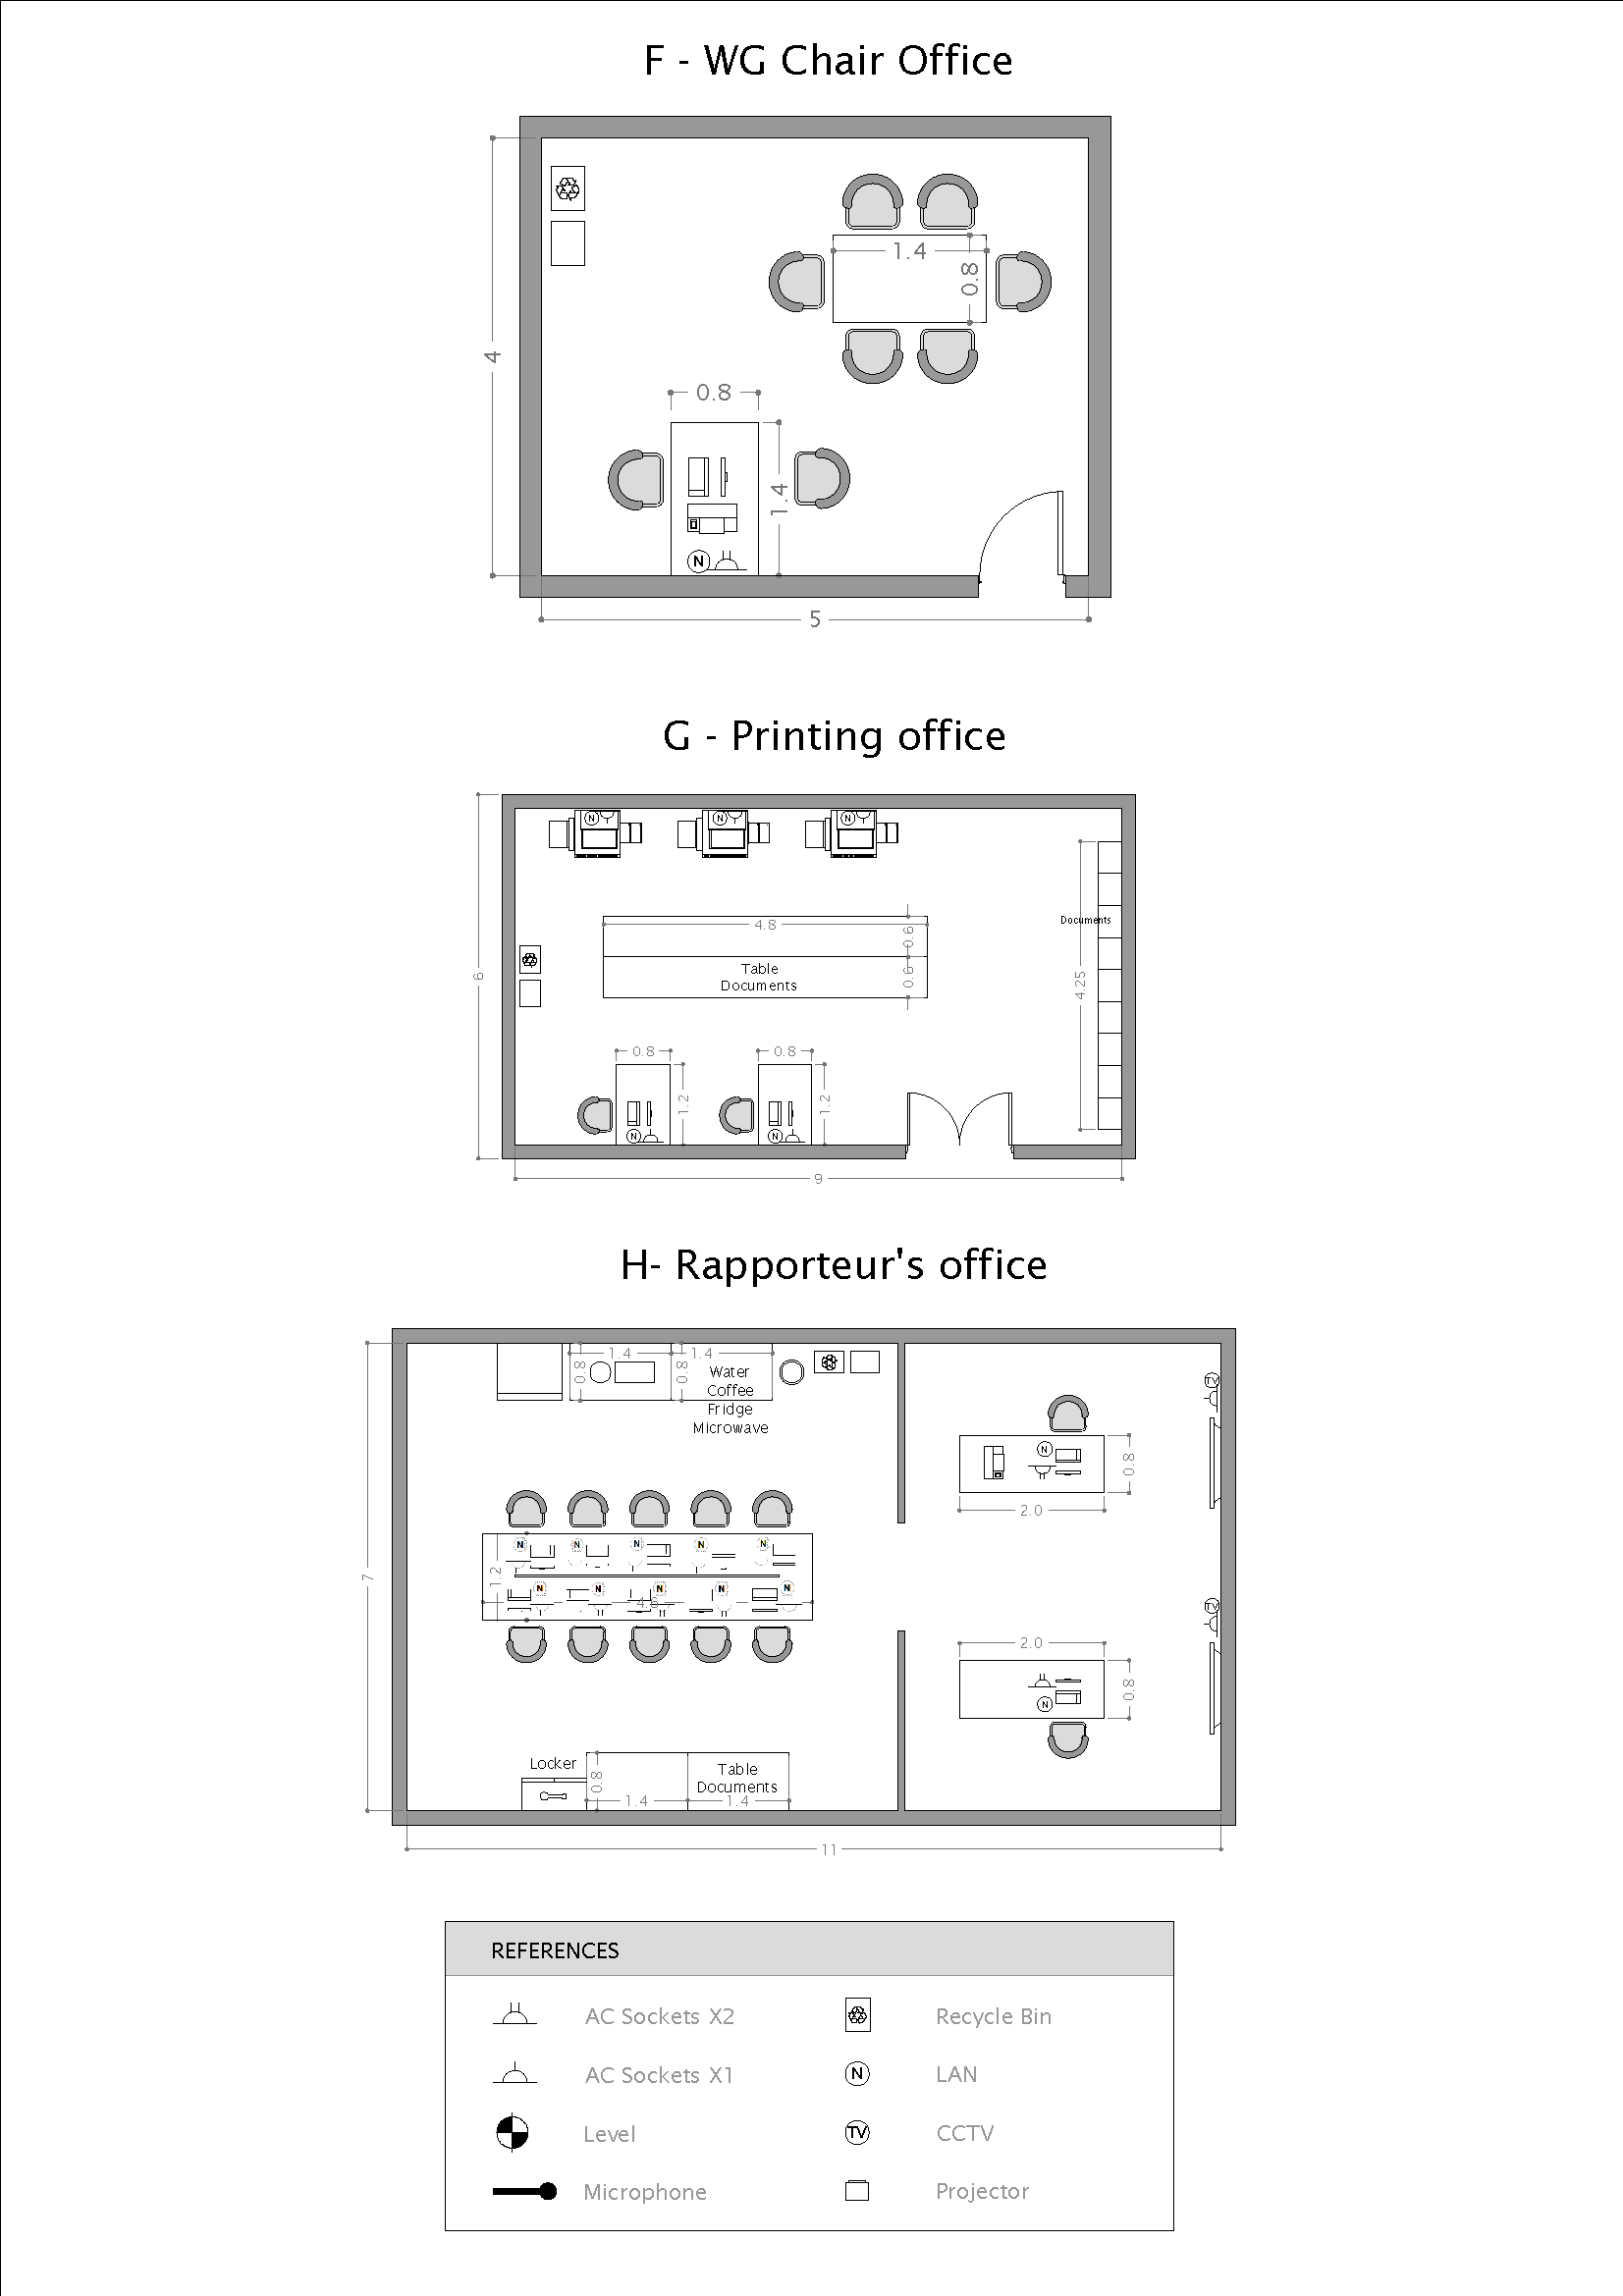 F - WG Chair Office
1.4
0.8
4
0.8
1.4
N
5
G - Printing office
N
N
N
4.8
0.6
Documents
6
Table
Documents
0.6
4.25
0.8
0.8
1.2
1.2
N
N
9
H- Rapporteur's office
1.4
1.4
0.8
0.8
Water
Coffee
Fridge
Microwave
TV
N
0.8
2.0
N
N
N
N
N
7
1.2
N
N
N
N
N
TV
2.0
0.8
N
Locker
0.8
Table
Documents
1.4
1.4
11
REFERENCES
AC Sockets X2
Recycle Bin
AC Sockets X1
N
LAN
Level
TV
CCTV
Microphone
Projector